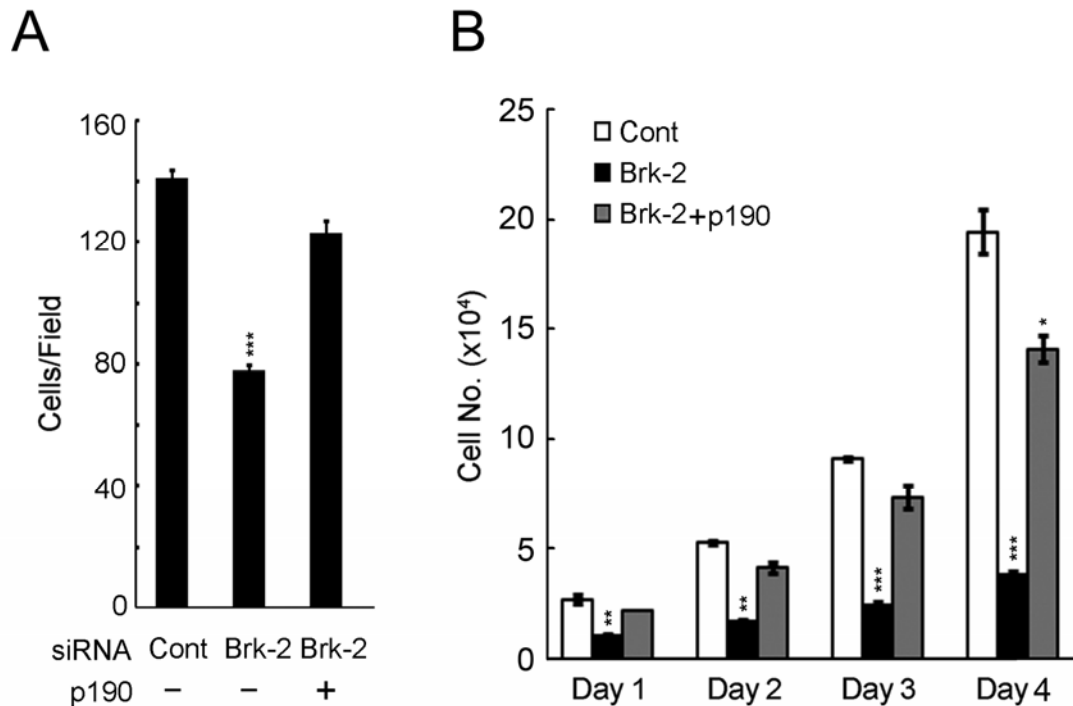 A
160
120
80
40
0
Cells/Field
***
siRNA Cont Brk-2 Brk-2
p190 – – +
B
25
20
15
10
5
0
Cell No. (x10⁴)
Cont
Brk-2
Brk-2+p190
**
**
***
***
*
Day 1 Day 2 Day 3 Day 4